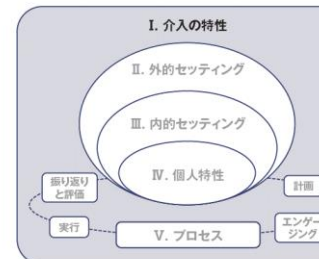 I. 介入の特性
II. 外的セッティング
III. 内的セッティング
IV. 個人特性
振り返り
と評価
計画
実行
V. プロセス
エンゲー
ジング